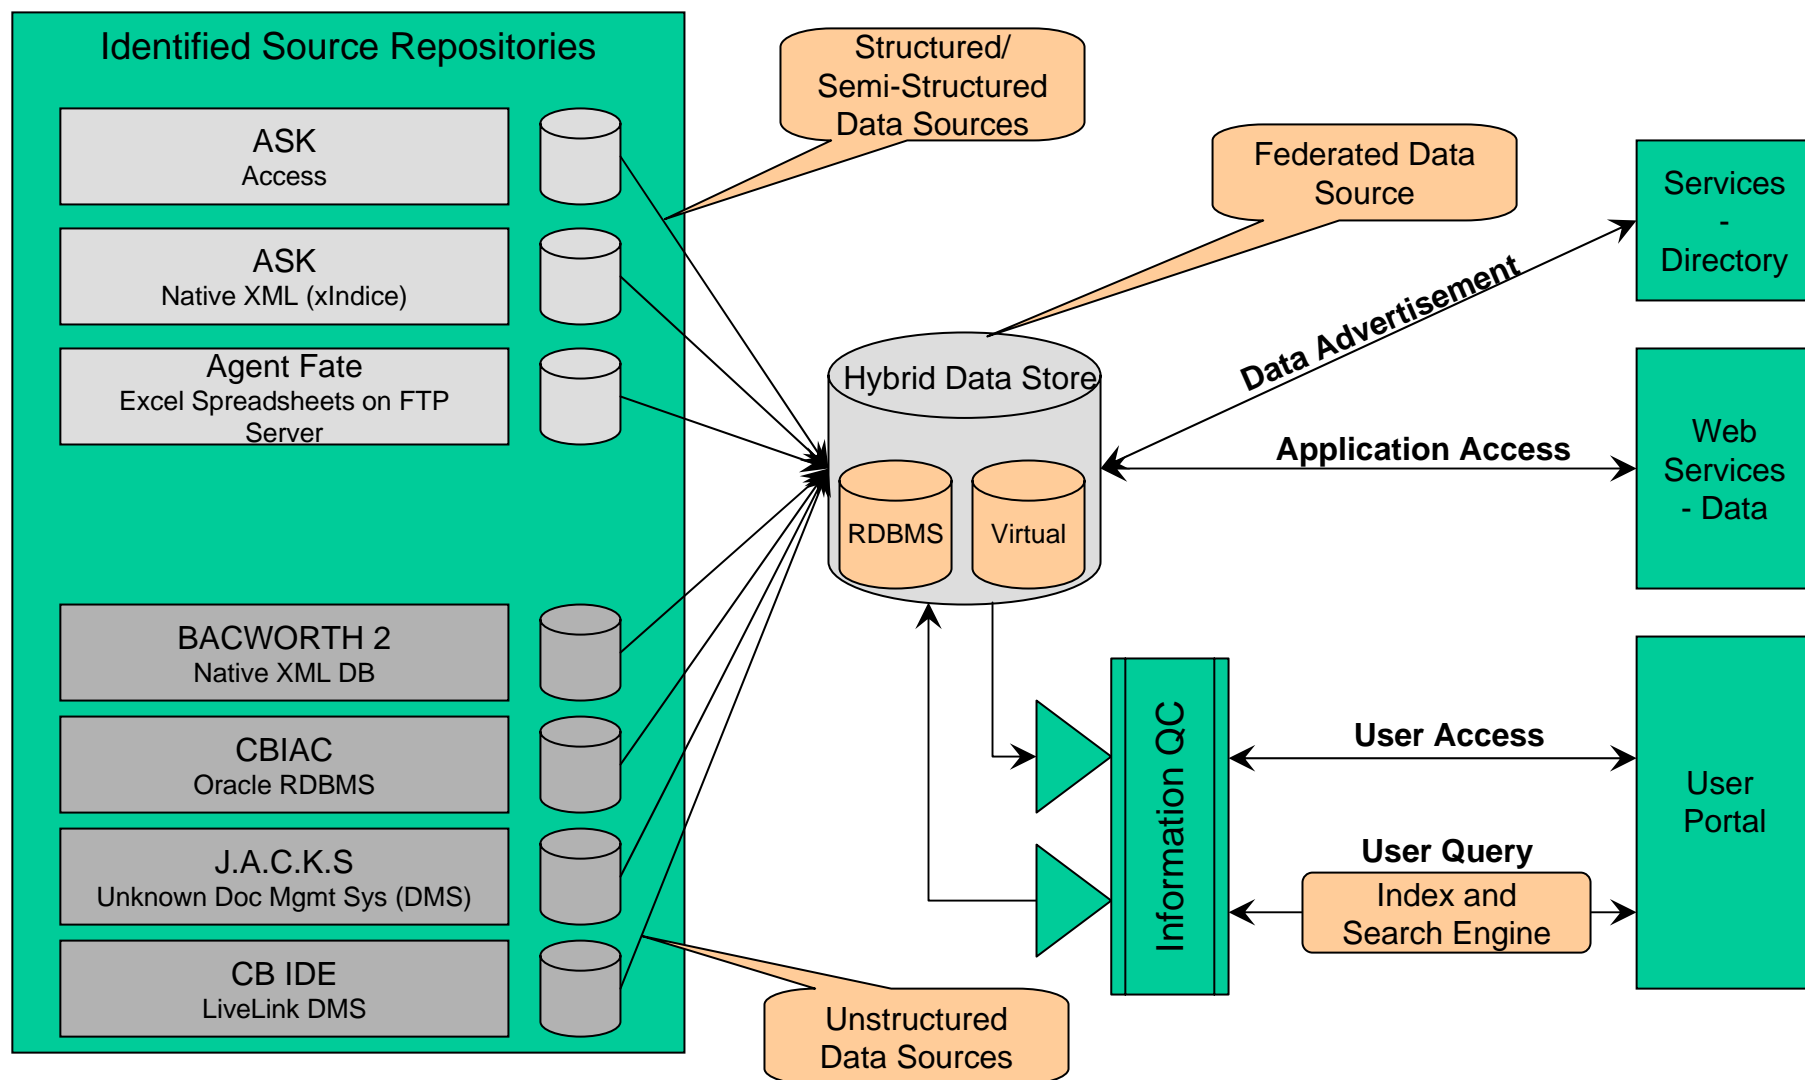 Identified Source Repositories
ASK
Access
ASK
Native XML (xIndice)
Agent Fate
Excel Spreadsheets on FTP
Server
BACWORTH 2
Native XML DB
CBIAC
Oracle RDBMS
J.A.C.K.S
Unknown Doc Mgmt Sys (DMS)
CB IDE
LiveLink DMS
Structured/
Semi-Structured
Data Sources
Unstructured
Data Sources
Federated Data
Source
Hybrid Data Store
RDBMS
Virtual
Data Advertisement
Application Access
Information QC
User Access
User Query
Index and
Search Engine
Services
-
Directory
Web
Services
- Data
User
Portal